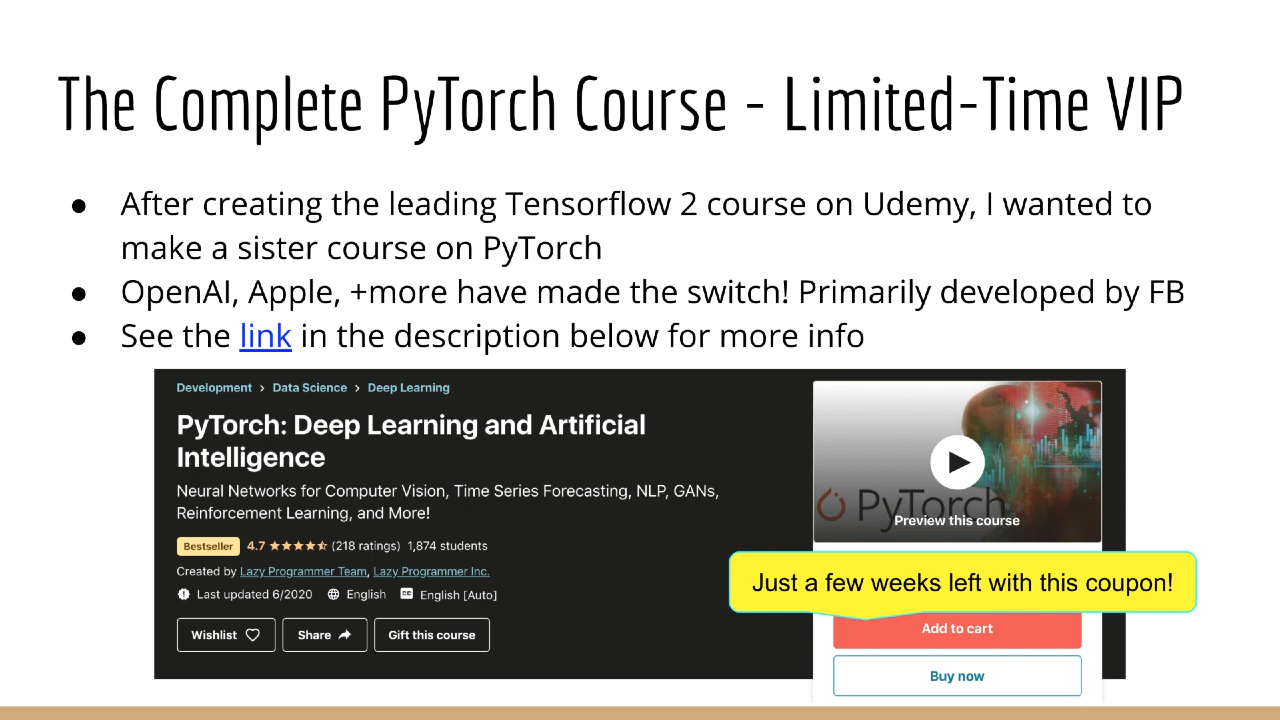 The Complete PyTorch Course - Limited-Time VIP
● After creating the leading Tensorflow 2 course on Udemy, I wanted to
make a sister course on PyTorch
● OpenAI, Apple, +more have made the switch! Primarily developed by FB
● See the link in the description below for more info
Development > Data Science > Deep Learning
PyTorch: Deep Learning and Artificial
Intelligence
Neural Networks for Computer Vision, Time Series Forecasting, NLP, GANs,
Reinforcement Learning, and More!
Bestseller 4.7 (218 ratings) 1,874 students
Created by Lazy Programmer Team, Lazy Programmer Inc.
Last updated 6/2020 English CC English [Auto]
Wishlist Share Gift this course
PyTorch
Preview this course
Just a few weeks left with this coupon!
Add to cart
Buy now